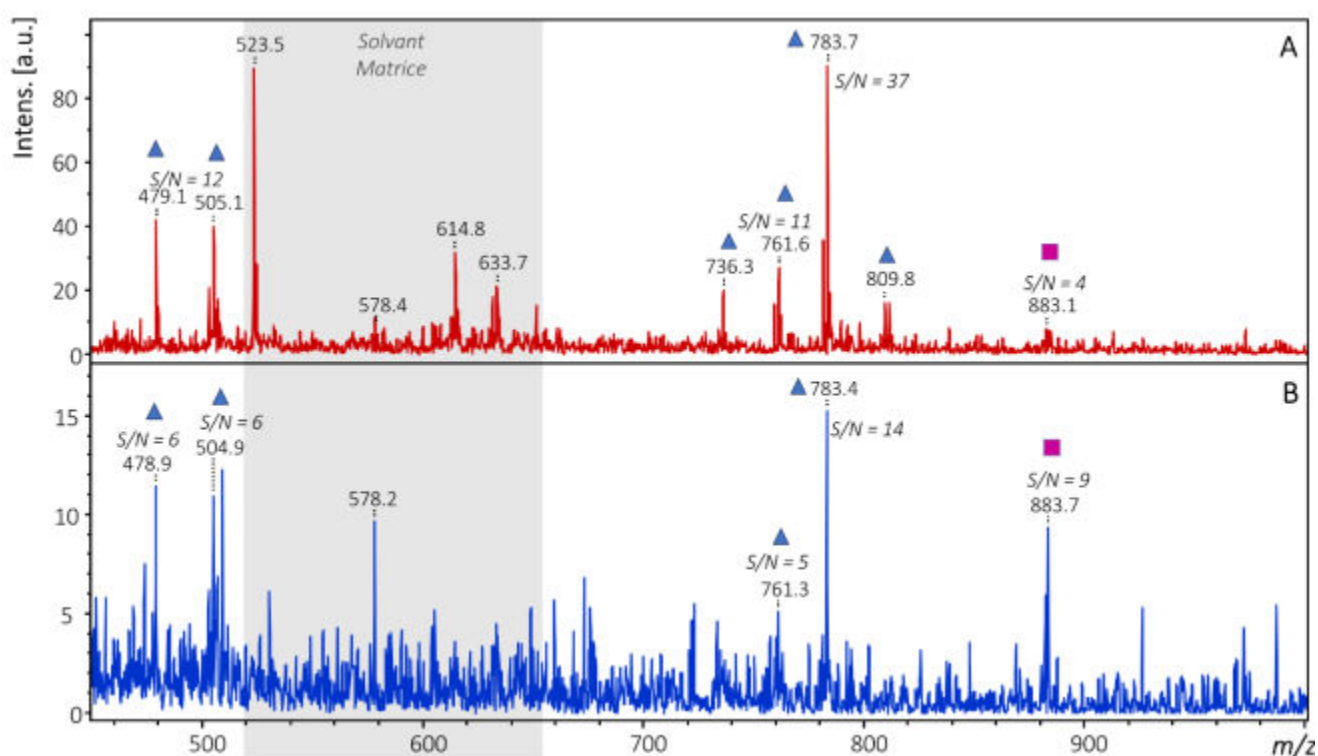 Intens. [a.u.]
80
60
40
20
0
Solvant
Matrice
A
523.5
783.7
S/N = 37
S/N = 12
479.1
505.1
614.8
633.7
578.4
S/N = 11
761.6
736.3
809.8
S/N = 4
883.1
B
15
10
5
0
S/N = 6
478.9
S/N = 6
504.9
578.2
783.4
S/N = 14
S/N = 5
761.3
S/N = 9
883.7
500
600
700
800
900
m/z